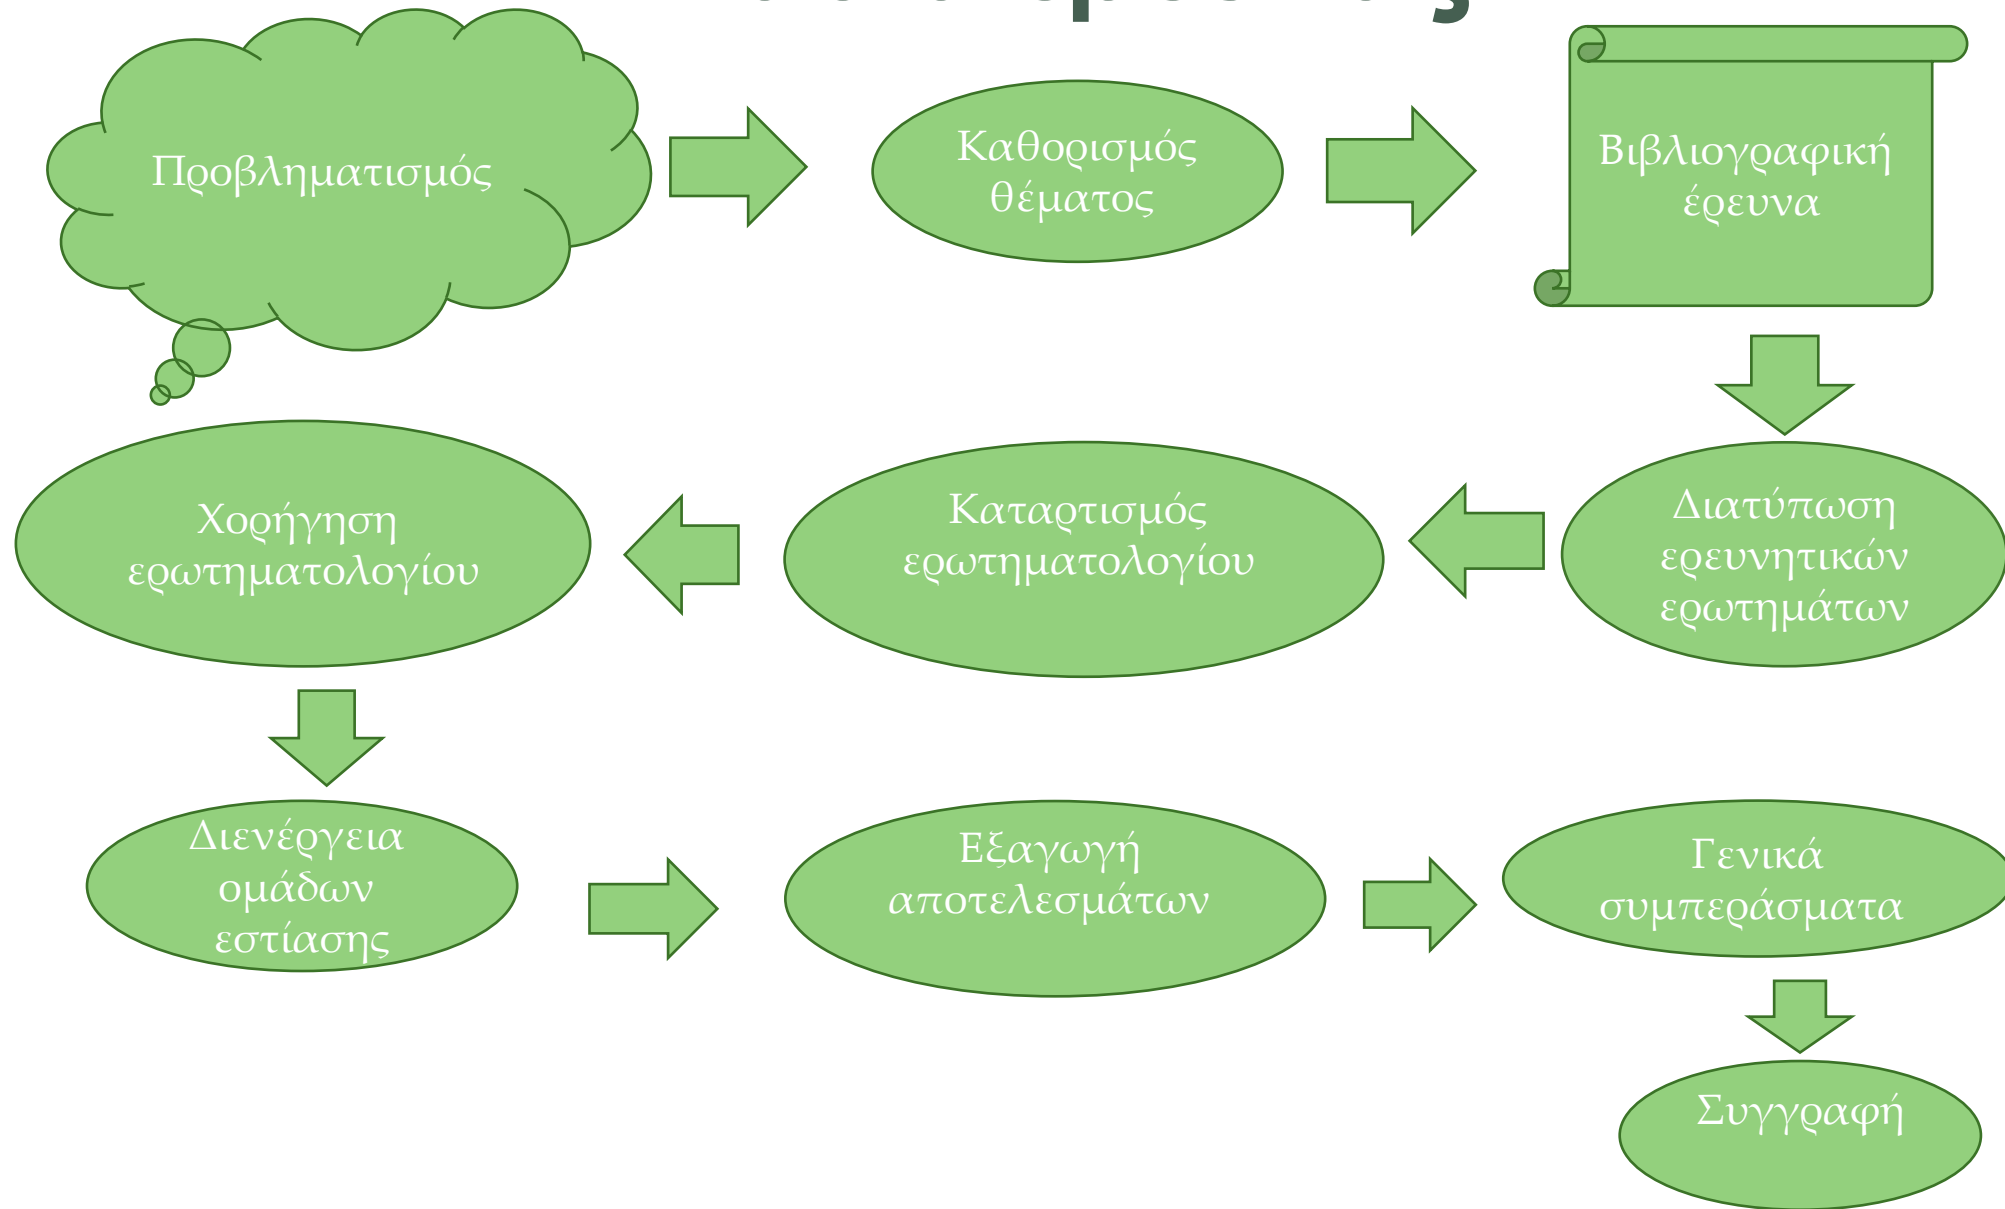 Προβληματισμός
Καθορισμός
θέματος
Βιβλιογραφική
έρευνα
Διατύπωση
ερευνητικών
ερωτημάτων
Καταρτισμός
ερωτηματολογίου
Χορήγηση
ερωτηματολογίου
Διενέργεια
ομάδων
εστίασης
Εξαγωγή
αποτελεσμάτων
Γενικά
συμπεράσματα
Συγγραφή